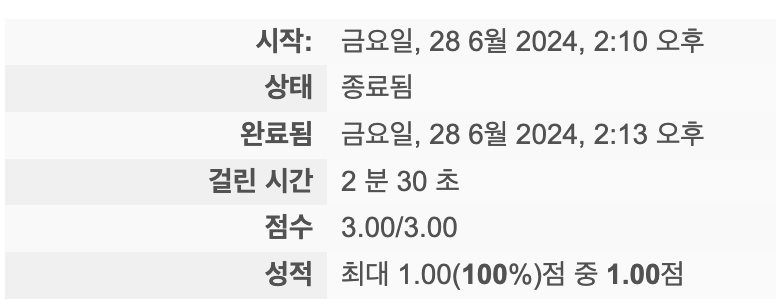 시작: 금요일, 28 6월 2024, 2:10 오후
상태 종료됨
완료됨 금요일, 28 6월 2024, 2:13 오후
걸린 시간 2 분 30 초
점수 3.00/3.00
성적 최대 1.00(100%)점 중 1.00점